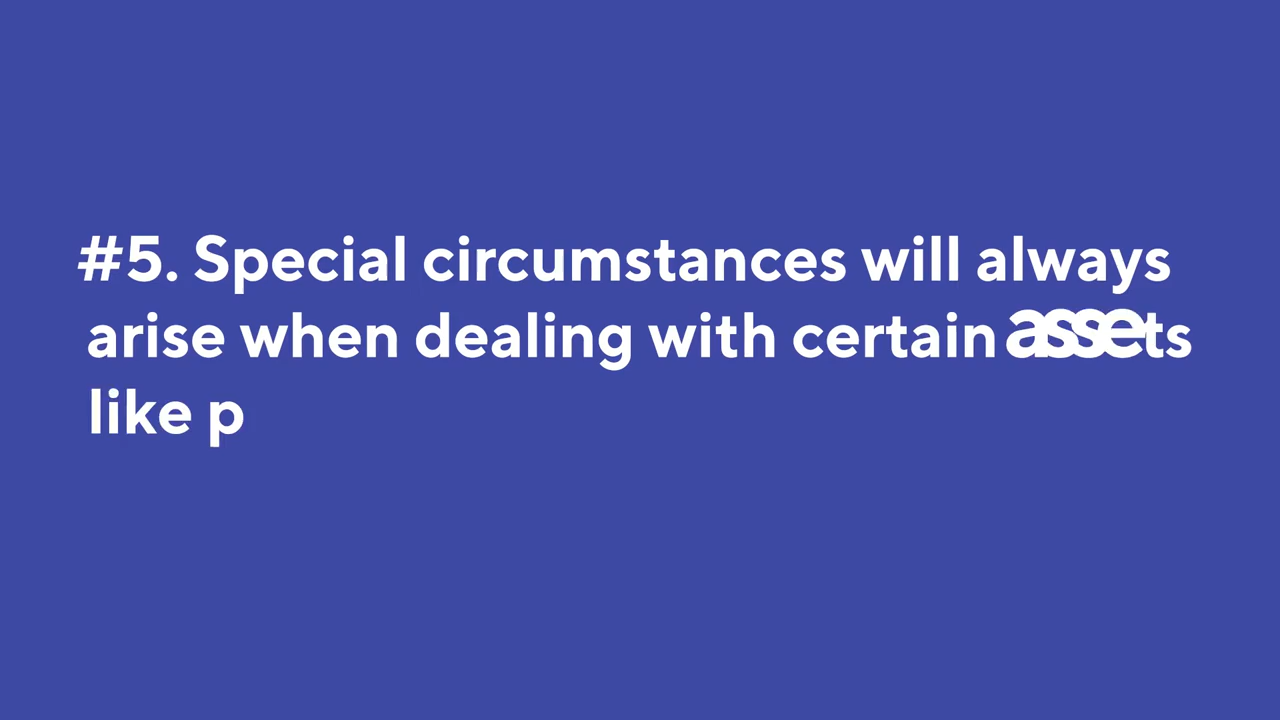 #5. Special circumstances will always
arise when dealing with certain assets
like p